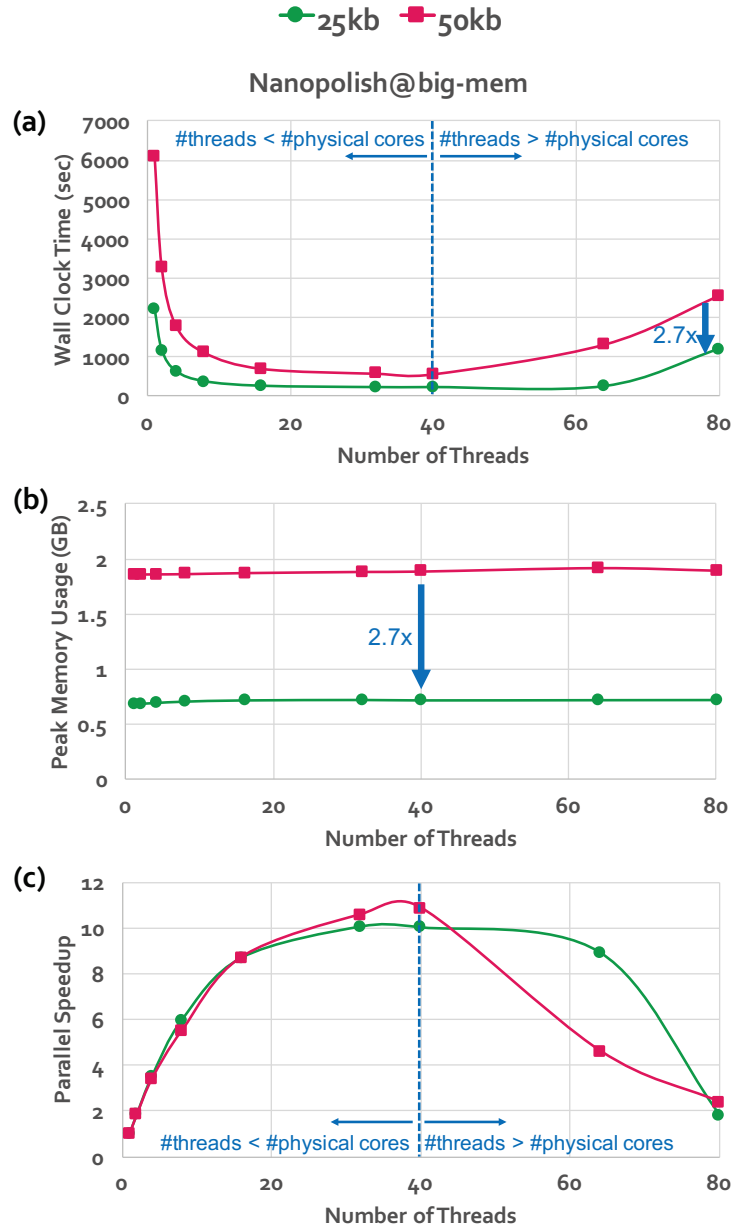 25kb 50kb
Nanopolish@big-mem
(a)
7000
#threads < #physical cores #threads > #physical cores
6000
5000
4000
3000
2000
2.7x
1000
0
Wall Clock Time (sec)
0 20 40 60 80
Number of Threads
(b)
2.5
2
1.5
2.7x
1
0.5
0
Peak Memory Usage (GB)
0 20 40 60 80
Number of Threads
(c)
12
10
8
6
4
2
#threads < #physical cores #threads > #physical cores
0
Parallel Speedup
0 20 40 60 80
Number of Threads